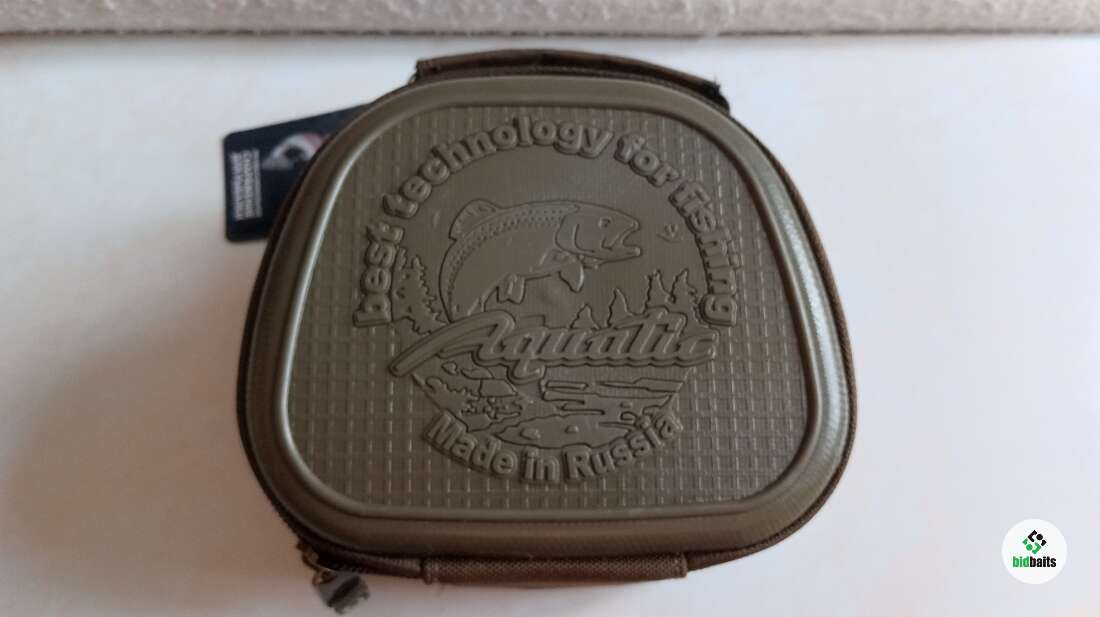 best technology for fishing
Aquatic
Made in Russia
bidbaits